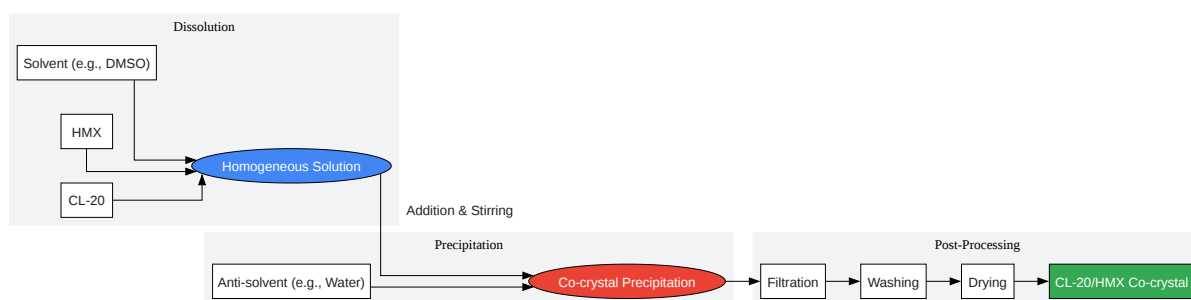 Dissolution
Solvent (e.g., DMSO)
HMX
Homogeneous Solution
CL-20
Addition & Stirring
Precipitation
Post-Processing
Anti-solvent (e.g., Water)
Co-crystal Precipitation
Filtration
Washing
Drying
CL-20/HMX Co-crystal